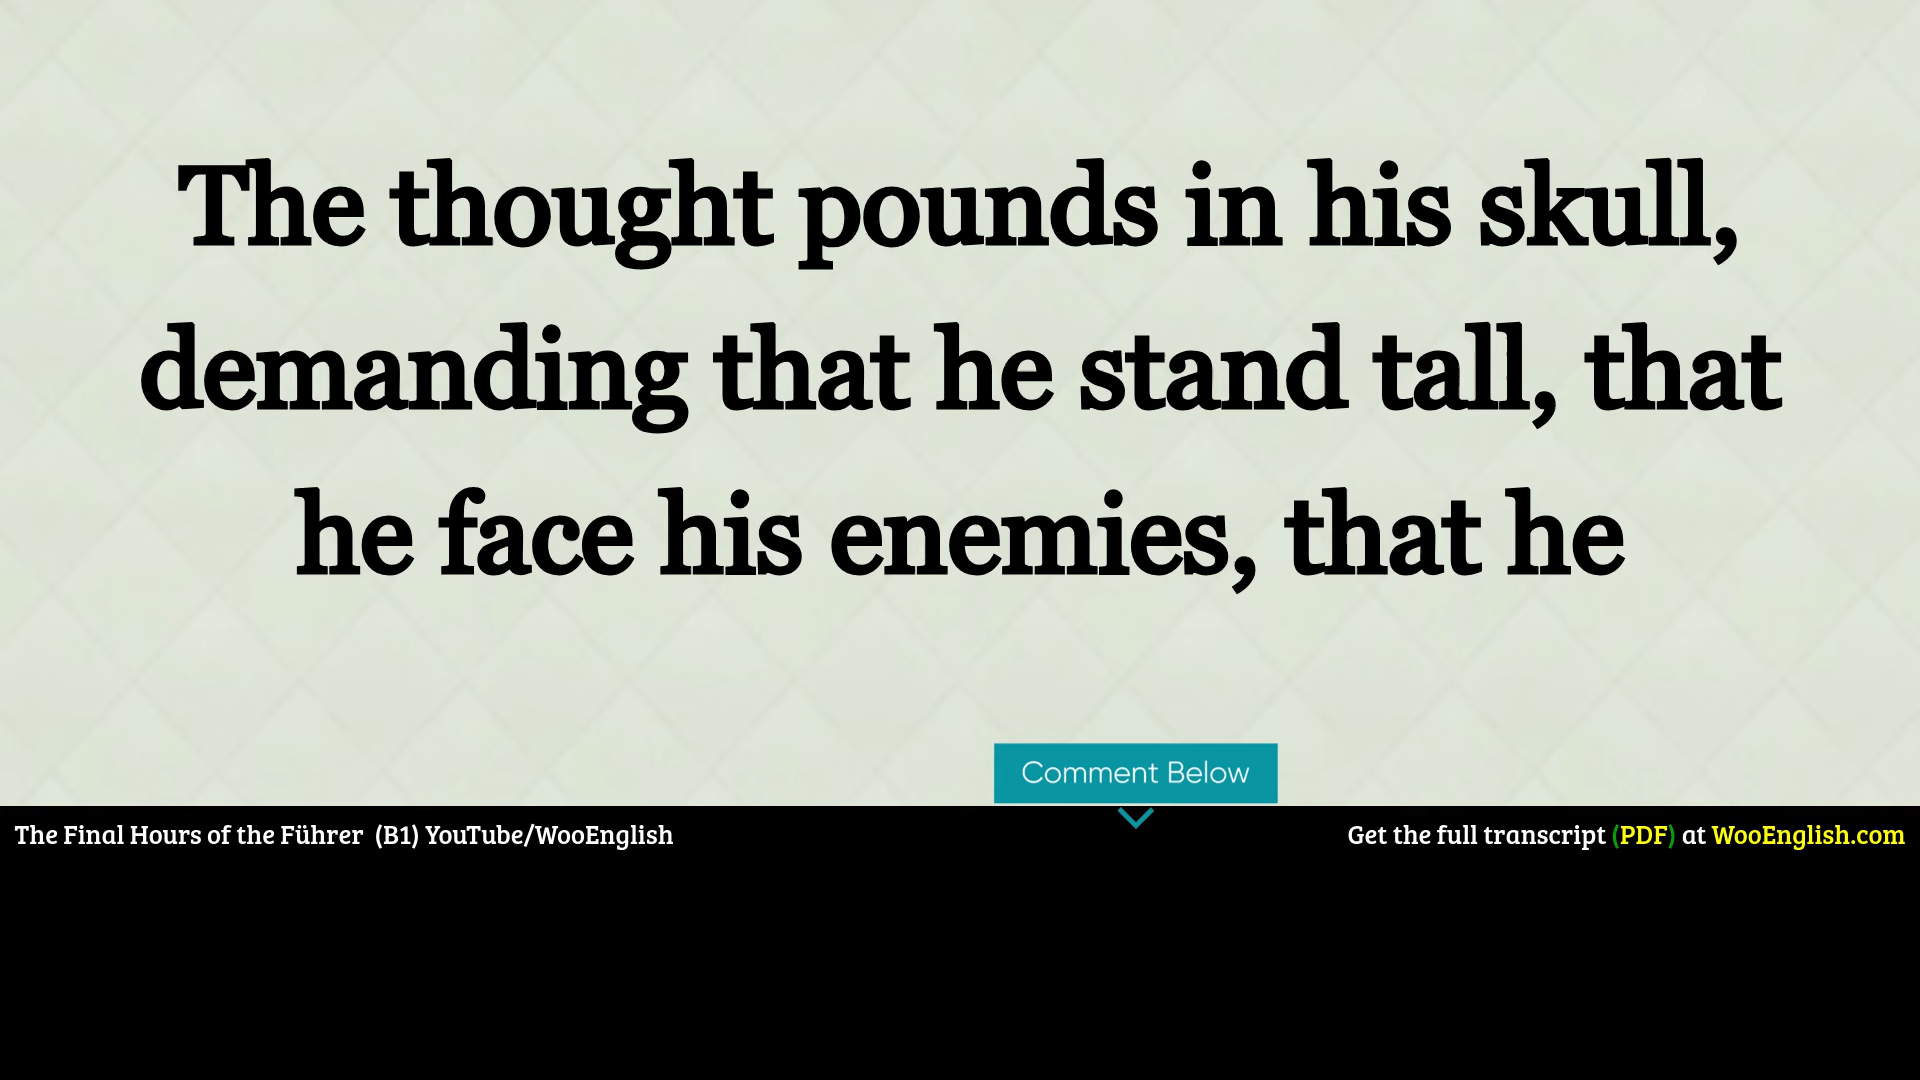 The thought pounds in his skull,
demanding that he stand tall, that
he face his enemies, that he
Comment Below
The Final Hours of the Führer (B1) YouTube/WooEnglish
Get the full transcript (PDF) at WooEnglish.com